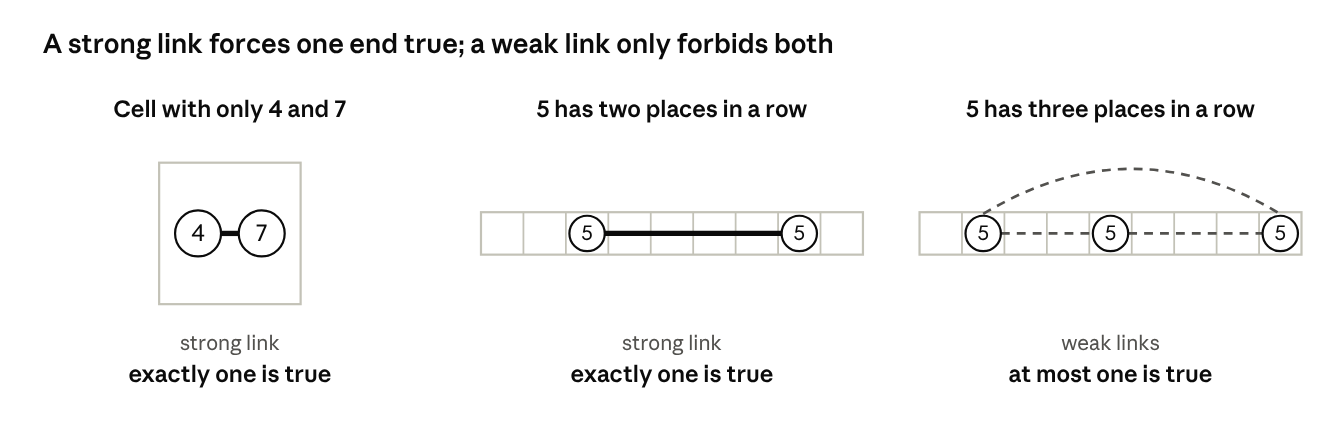 A strong link forces one end true; a weak link only forbids both
Cell with only 4 and 7
4 7
strong link
exactly one is true
5 has two places in a row
5 5
strong link
exactly one is true
5 has three places in a row
5 5 5
weak links
at most one is true